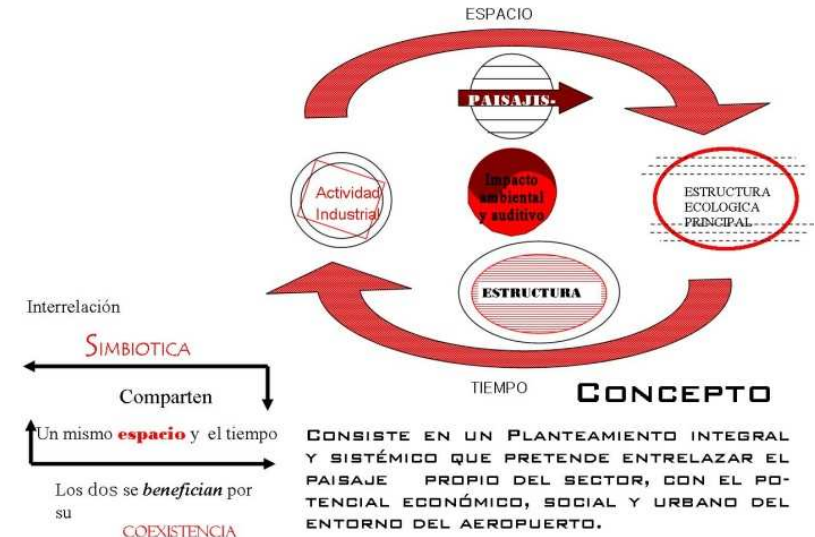 ESPACIO
PAISAJIS-
Actividad
Industrial
Impacto
ambiental
y auditivo
ESTRUCTURA
ECOLOGICA
PRINCIPAL
ESTRUCTURA
TIEMPO
Interrelación
SIMBIOTICA
Comparten
Un mismo espacio y el tiempo
Los dos se benefician por
su
COEXISTENCIA
CONCEPTO
CONSISTE EN UN PLANTEAMIENTO INTEGRAL
Y SISTÉMICO QUE PRETENDE ENTRELAZAR EL
PAISAJE PROPIO DEL SECTOR, CON EL PO-
TENCIAL ECONÓMICO, SOCIAL Y URBANO DEL
ENTORNO DEL AEROPUERTO.